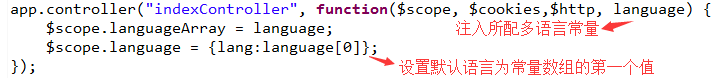 app.controller("indexController", function($scope, $cookies,$http, language) {
    $scope.languageArray = language;
注入所配多语言常量
    $scope.language = {lang:language[0]};
});
设置默认语言为常量数组的第一个值